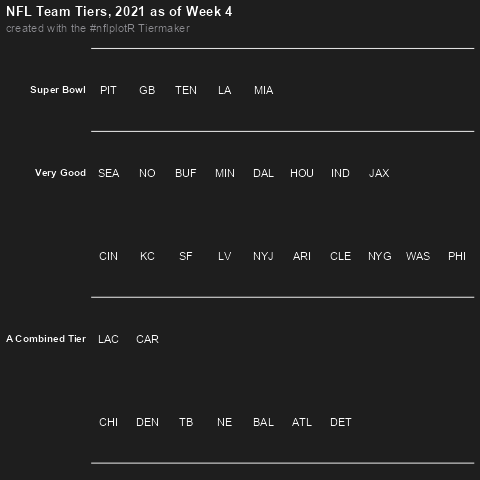 NFL Team Tiers, 2021 as of Week 4
created with the #nflplotR Tiermaker
Super Bowl PIT GB TEN LA MIA
Very Good SEA NO BUF MIN DAL HOU IND JAX
CIN KC SF LV NYJ ARI CLE NYG WAS PHI
A Combined Tier LAC CAR
CHI DEN TB NE BAL ATL DET